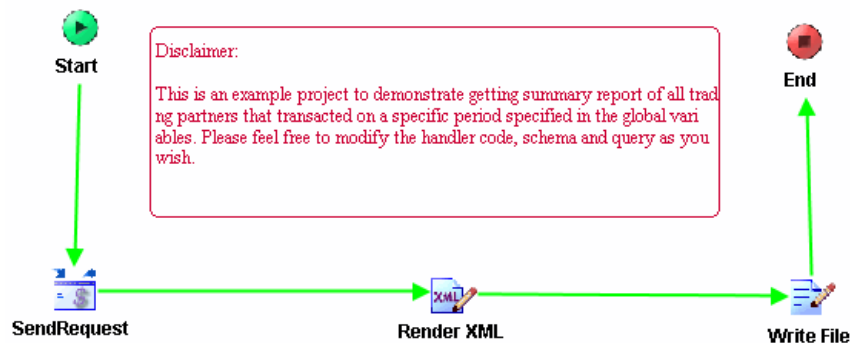 Start
Disclaimer:
This is an example project to demonstrate getting summary report of all trad
ng partners that transacted on a specific period specified in the global vari
ables. Please feel free to modify the handler code, schema and query as you
wish.
End
SendRequest
XML
Render XML
Write File